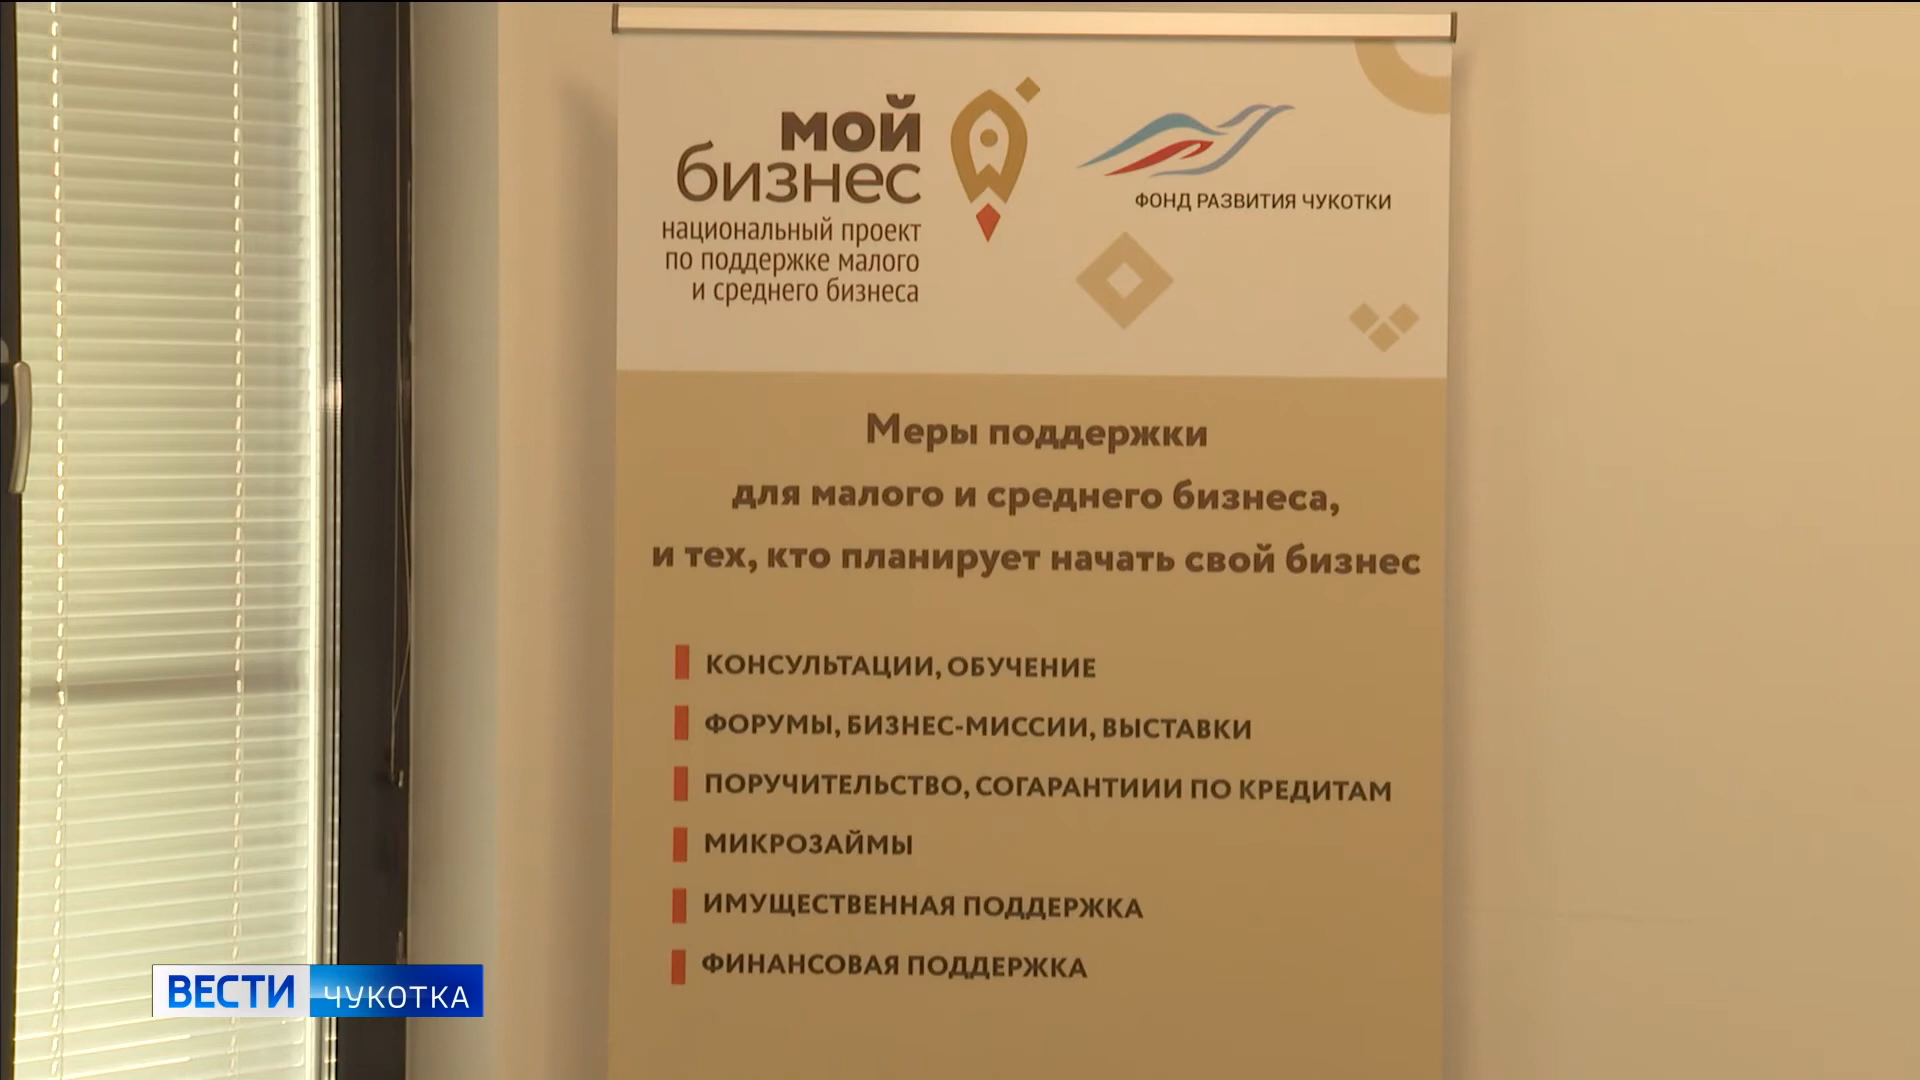 мой
бизнес
национальный проект
по поддержке малого
и среднего бизнеса
ФОНД РАЗВИТИЯ ЧУКОТКИ
Меры поддержки
для малого и среднего бизнеса,
и тех, кто планирует начать свой бизнес
КОНСУЛЬТАЦИИ, ОБУЧЕНИЕ
ФОРУМЫ, БИЗНЕС-МИССИИ, ВЫСТАВКИ
ПОРУЧИТЕЛЬСТВО, СОГАРАНТИИИ ПО КРЕДИТАМ
МИКРОЗАЙМЫ
ИМУЩЕСТВЕННАЯ ПОДДЕРЖКА
ФИНАНСОВАЯ ПОДДЕРЖКА
ВЕСТИ ЧУКОТКА